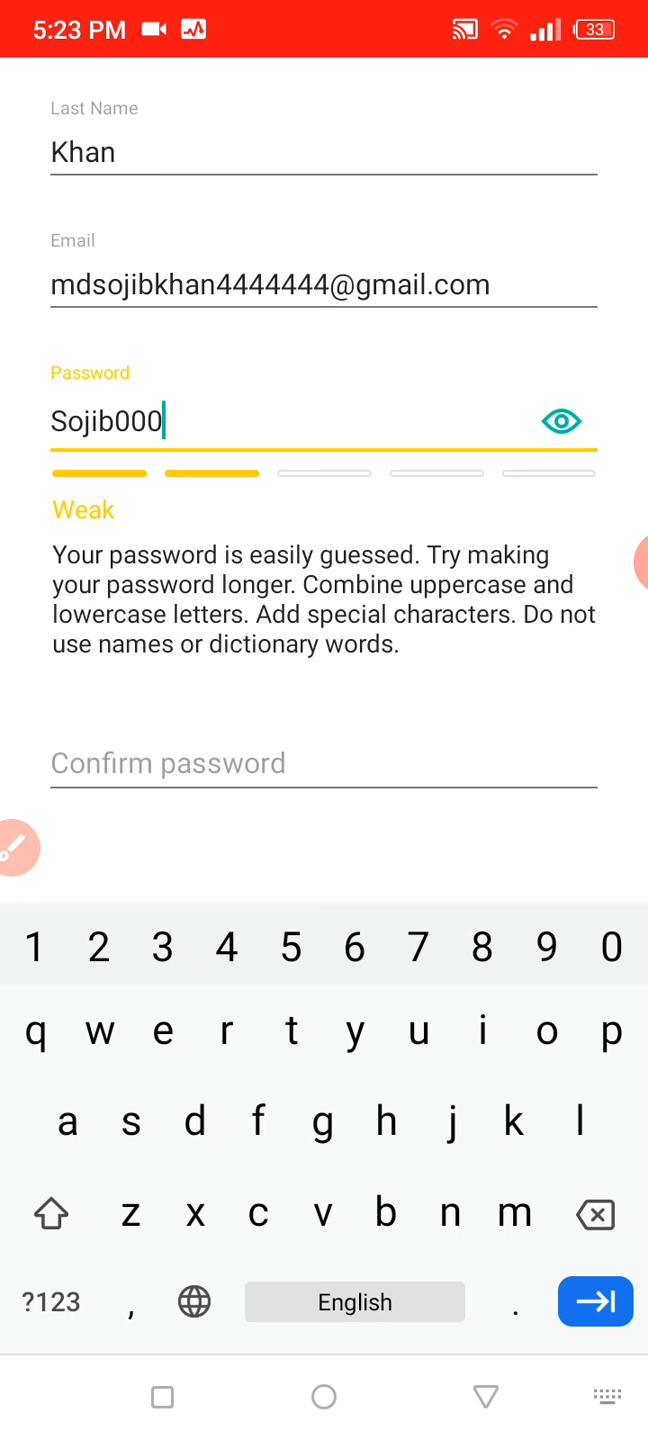 5:23 PM
33
Last Name
Khan
Email
mdsojibkhan4444444@gmail.com
Password
Sojib000
Weak
Your password is easily guessed. Try making
your password longer. Combine uppercase and
lowercase letters. Add special characters. Do not
use names or dictionary words.
Confirm password
1 2 3 4 5 6 7 8 9 0
q w e r t y u i o p
a s d f g h j k l
z x c v b n m
?123 , English .